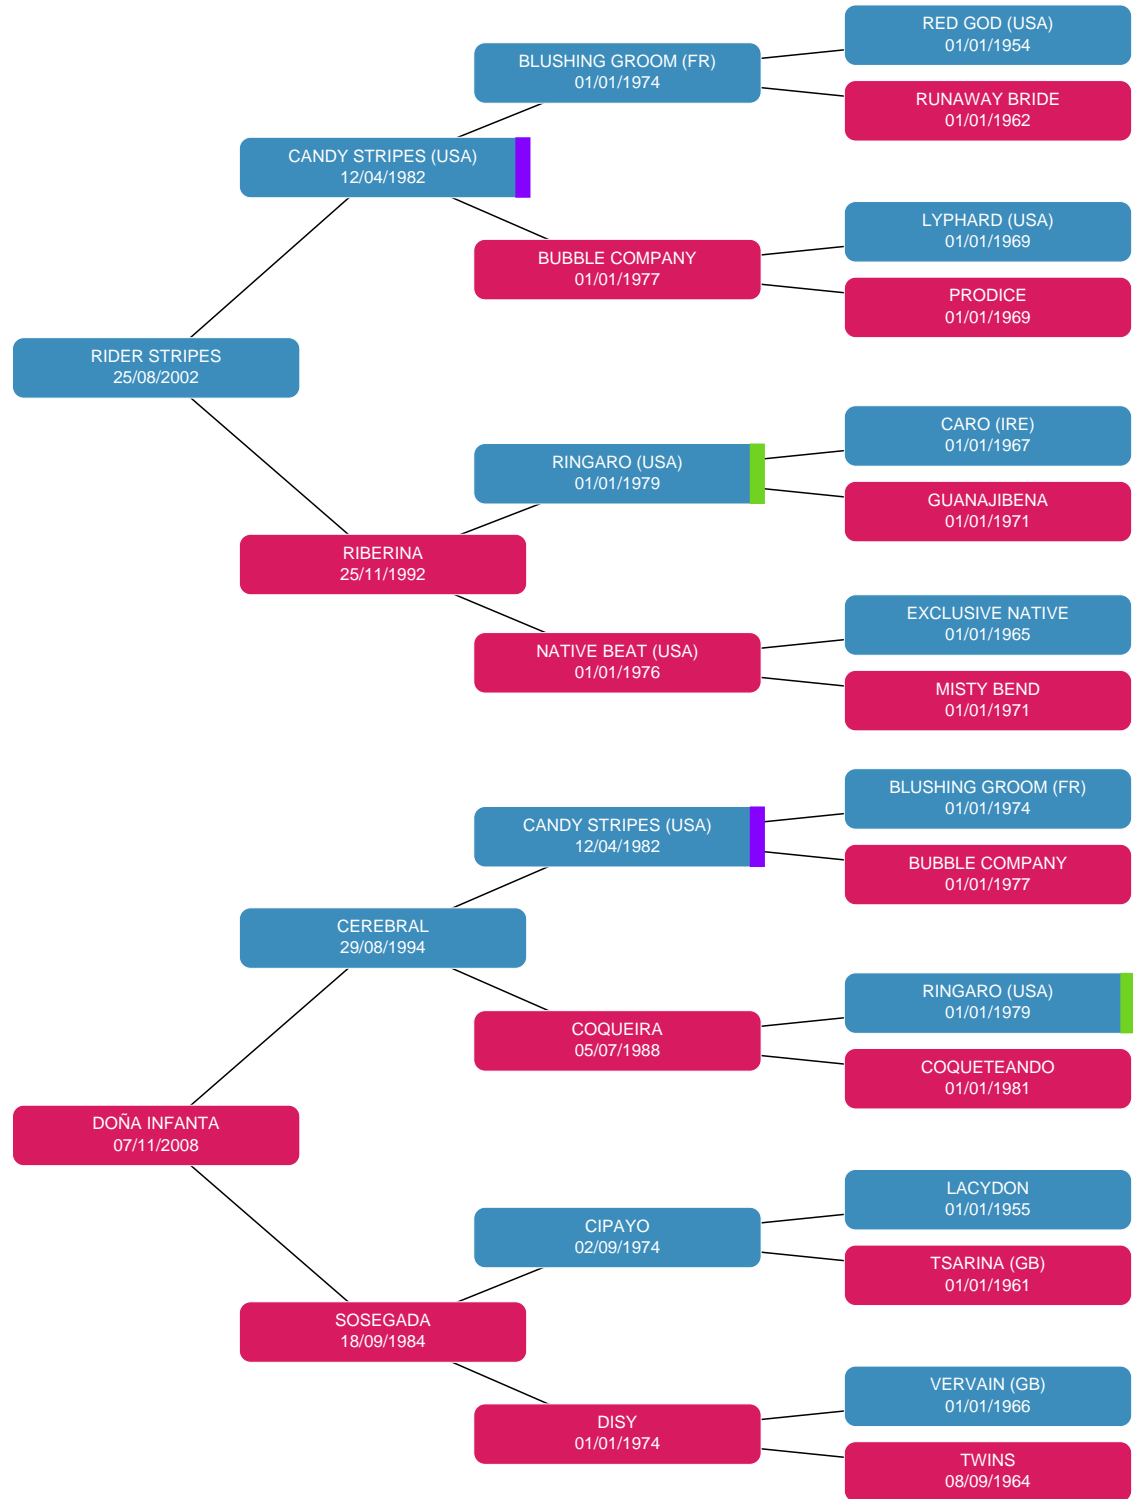 RED GOD (USA)
01/01/1954
BLUSHING GROOM (FR)
01/01/1974
RUNAWAY BRIDE
01/01/1962
CANDY STRIPES (USA)
12/04/1982
LYPHARD (USA)
01/01/1969
BUBBLE COMPANY
01/01/1977
PRODICE
01/01/1969
RIDER STRIPES
25/08/2002
CARO (IRE)
01/01/1967
RINGARO (USA)
01/01/1979
GUANAJIBENA
01/01/1971
RIBERINA
25/11/1992
EXCLUSIVE NATIVE
01/01/1965
NATIVE BEAT (USA)
01/01/1976
MISTY BEND
01/01/1971
BLUSHING GROOM (FR)
01/01/1974
CANDY STRIPES (USA)
12/04/1982
BUBBLE COMPANY
01/01/1977
CEREBRAL
29/08/1994
RINGARO (USA)
01/01/1979
COQUEIRA
05/07/1988
COQUETEANDO
01/01/1981
DOÑA INFANTA
07/11/2008
LACYDON
01/01/1955
CIPAYO
02/09/1974
TSARINA (GB)
01/01/1961
SOSEGADA
18/09/1984
VERVAIN (GB)
01/01/1966
DISY
01/01/1974
TWINS
08/09/1964